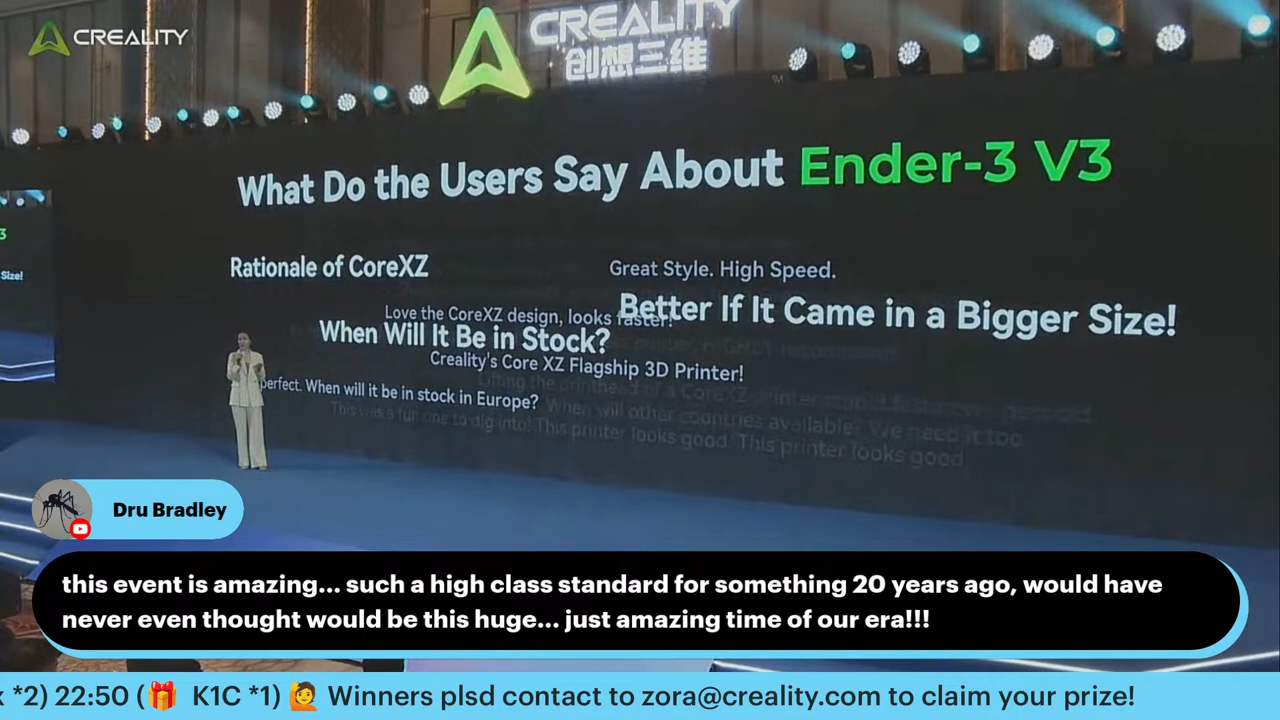 CREALITY
CREALITY
创想三维
What Do the Users Say About Ender-3 V3
3
Rationale of CoreXZ
Great Style. High Speed.
Size!
Love the CoreXZ design, looks faster!
Better If It Came in a Bigger Size!
When Will It Be in Stock?
Creality's Core XZ Flagship 3D Printer!
perfect. When will it be in stock in Europe?
When will other countries available? We need it too
This was a fun one to dig into! This printer looks good. This printer looks good.
Dru Bradley
this event is amazing... such a high class standard for something 20 years ago, would have
never even thought would be this huge... just amazing time of our era!!!
*2) 22:50 (🎁 K1C *1) 🙋 Winners plsd contact to zora@creality.com to claim your prize!